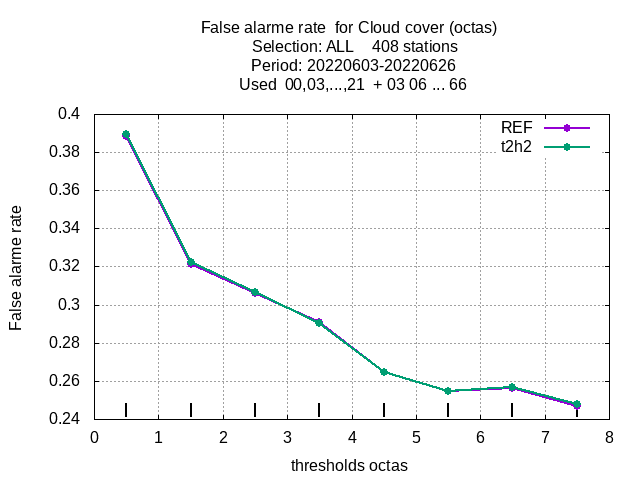 False alarme rate  for Cloud cover (octas)
Selection: ALL    408 stations
Period: 20220603-20220626
Used  00,03,...,21  + 03 06 ... 66
REF
t2h2
0.4
0.38
0.36
0.34
0.32
0.3
0.28
0.26
0.24
False alarme rate
0 1 2 3 4 5 6 7 8
thresholds octas